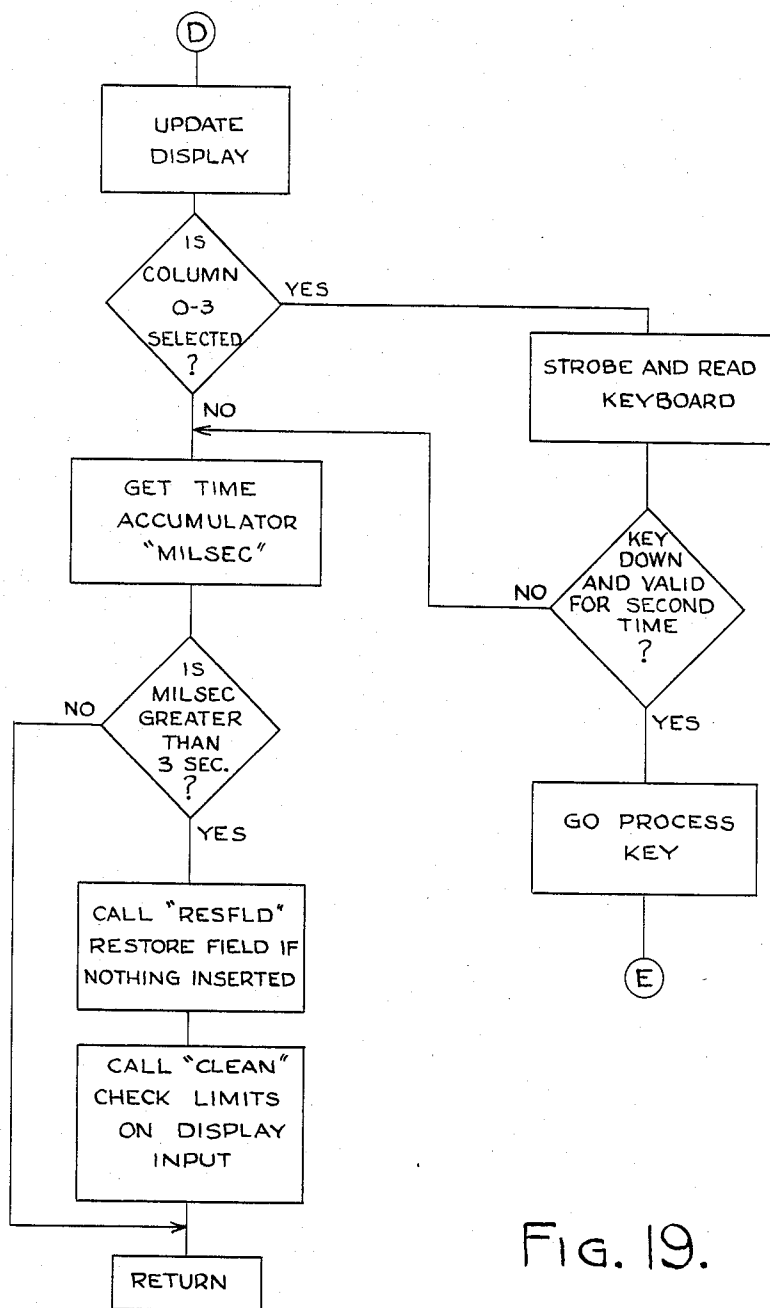 D
UPDATE
DISPLAY
IS
COLUMN
0-3
SELECTED
?
YES
NO
STROBE AND READ
KEYBOARD
GET TIME
ACCUMULATOR
"MILSEC"
KEY
DOWN
AND VALID
FOR SECOND
TIME
?
NO
YES
IS
MILSEC
GREATER
THAN
3 SEC.
?
NO
YES
GO PROCESS
KEY
E
CALL "RESFLD"
RESTORE FIELD IF
NOTHING INSERTED
CALL "CLEAN"
CHECK LIMITS
ON DISPLAY
INPUT
RETURN
FIG. 19.